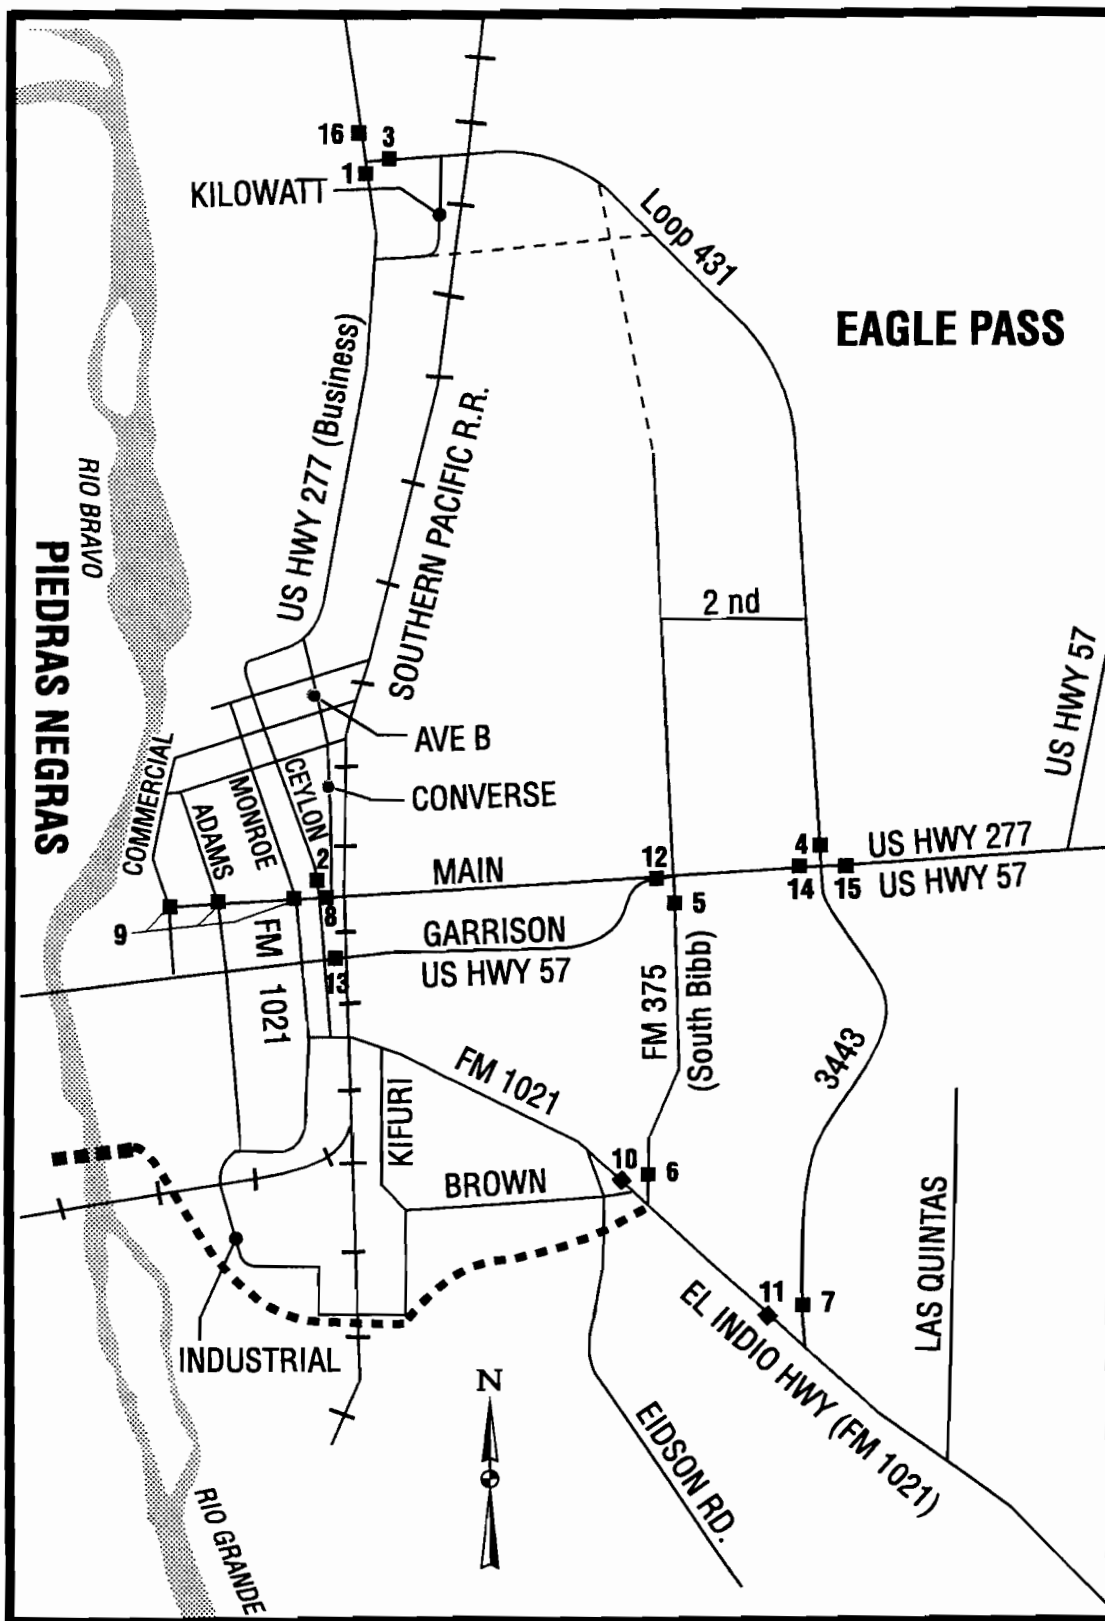 16
3
1
KILOWATT
Loop 431
EAGLE PASS
US HWY 277 (Business)
SOUTHERN PACIFIC R.R.
RIO BRAVO
PIEDRAS NEGRAS
2 nd
US HWY 57
AVE B
CONVERSE
COMMERCIAL
ADAMS
MONROE
CEYLON
2
8
9
MAIN
12
4
US HWY 277
14
15
US HWY 57
5
GARRISON
US HWY 57
13
FM 1021
FM 375
(South Bibb)
3443
FM 1021
KIFURI
BROWN
10
6
LAS QUINTAS
11
7
INDUSTRIAL
EL INDIO HWY (FM 1021)
N
EIDSON RD.
RIO GRANDE